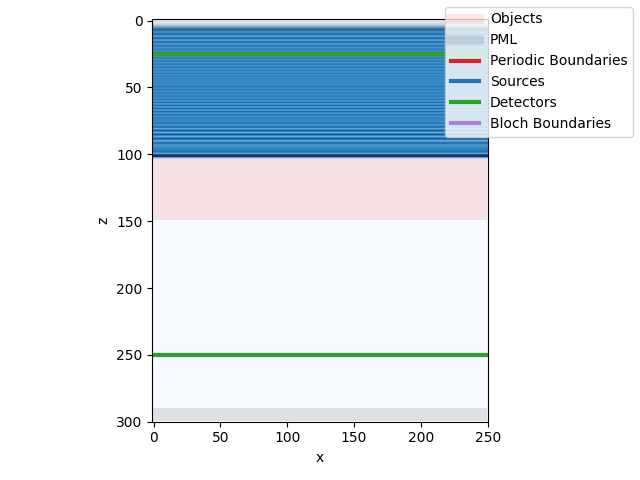 Objects
PML
Periodic Boundaries
Sources
Detectors
Bloch Boundaries
0
50
100
150
200
250
300
z
0
50
100
150
200
250
x